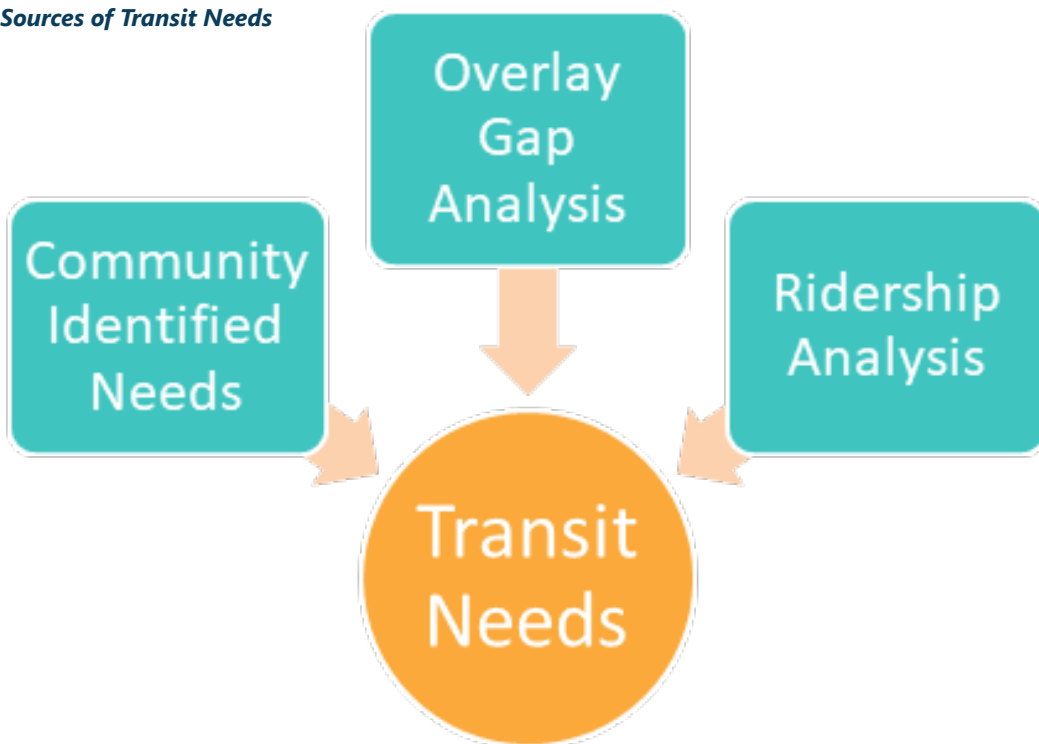 Sources of Transit Needs
Overlay
Gap
Analysis
Community
Identified
Needs
Ridership
Analysis
Transit
Needs